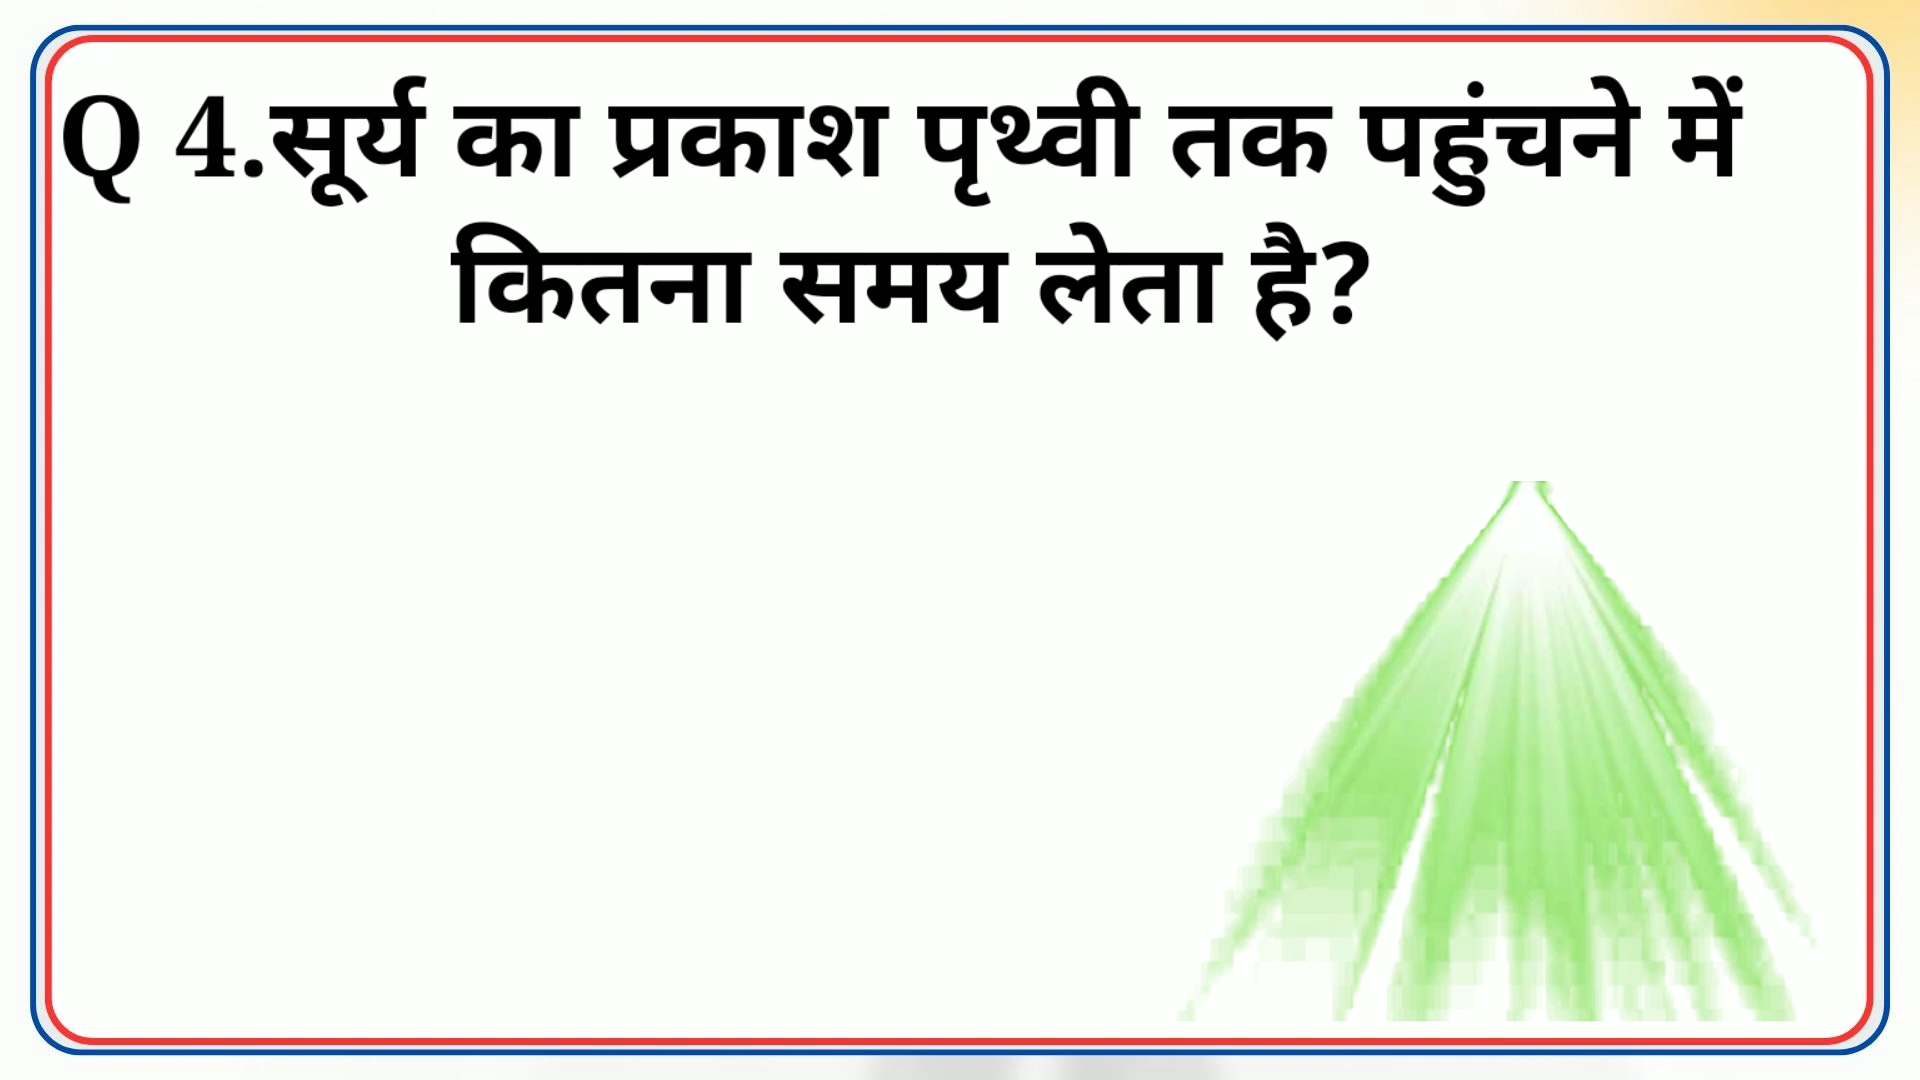 Q 4.सूर्य का प्रकाश पृथ्वी तक पहुंचने में
कितना समय लेता है?